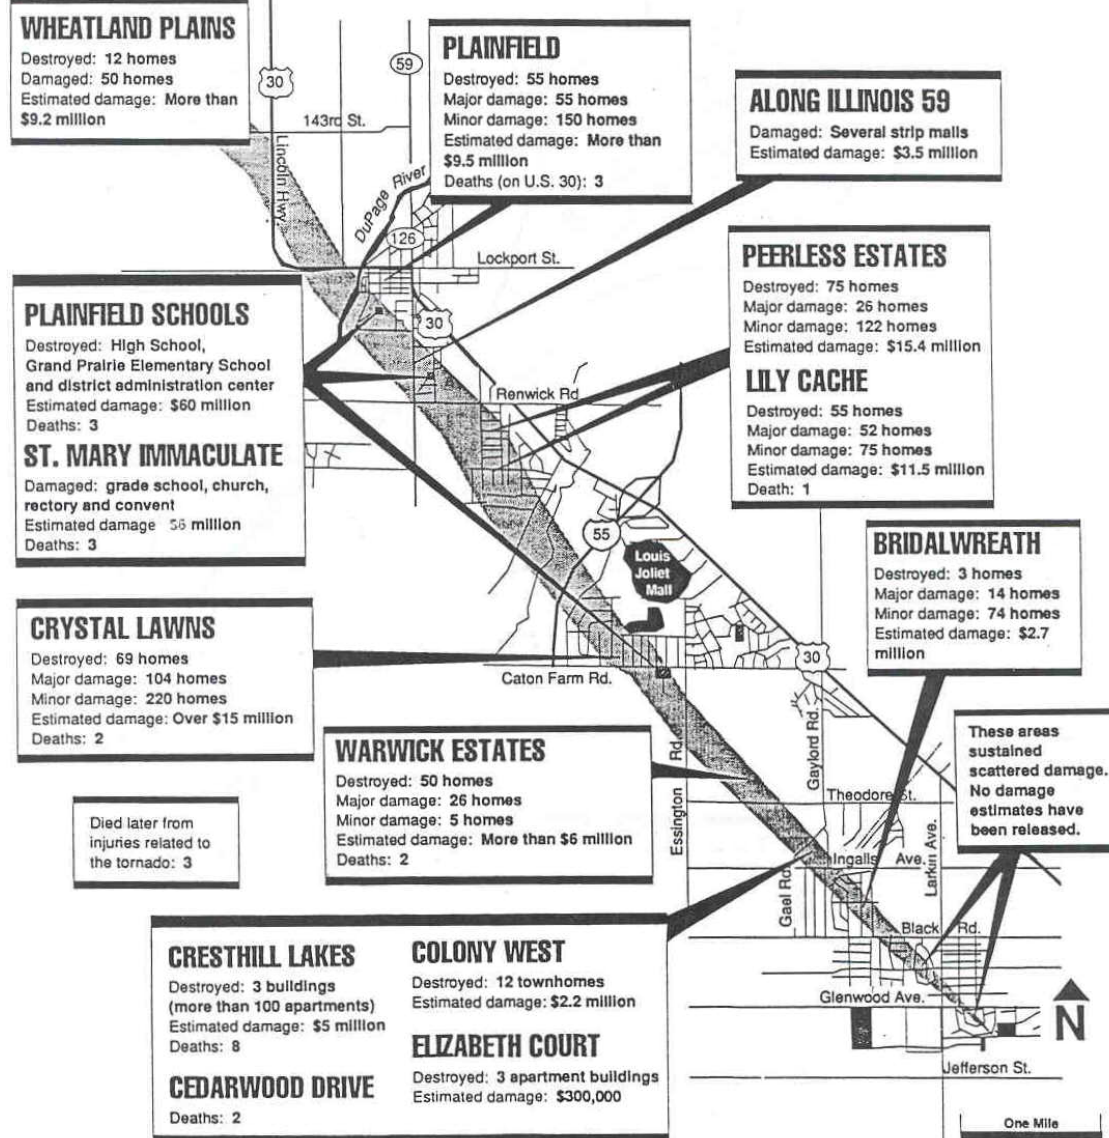 WHEATLAND PLAINS
Destroyed: 12 homes
Damaged: 50 homes
Estimated damage: More than
$9.2 million
PLAINFIELD
Destroyed: 55 homes
Major damage: 55 homes
Minor damage: 150 homes
Estimated damage: More than
$9.5 million
Deaths (on U.S. 30): 3
ALONG ILLINOIS 59
Damaged: Several strip malls
Estimated damage: $3.5 million
30
59
143rd St.
Lincoln Hwy.
DuPage River
126
Lockport St.
PEERLESS ESTATES
Destroyed: 75 homes
Major damage: 26 homes
Minor damage: 122 homes
Estimated damage: $15.4 million
LILY CACHE
Destroyed: 55 homes
Major damage: 52 homes
Minor damage: 75 homes
Estimated damage: $11.5 million
Death: 1
PLAINFIELD SCHOOLS
Destroyed: High School,
Grand Prairie Elementary School
and district administration center
Estimated damage: $60 million
Deaths: 3
ST. MARY IMMACULATE
Damaged: grade school, church,
rectory and convent
Estimated damage $6 million
Deaths: 3
30
Renwick Rd
55
Louis
Joliet
Mall
BRIDALWREATH
Destroyed: 3 homes
Major damage: 14 homes
Minor damage: 74 homes
Estimated damage: $2.7
million
CRYSTAL LAWNS
Destroyed: 69 homes
Major damage: 104 homes
Minor damage: 220 homes
Estimated damage: Over $15 million
Deaths: 2
30
Caton Farm Rd.
Essington Rd.
Gaylord Rd.
WARWICK ESTATES
Destroyed: 50 homes
Major damage: 26 homes
Minor damage: 5 homes
Estimated damage: More than $6 million
Deaths: 2
These areas
sustained
scattered damage.
No damage
estimates have
been released.
Died later from
injuries related to
the tornado: 3
Theodore St.
Ingalls Ave.
Larkin Ave.
Gael Rd.
Black Rd.
Glenwood Ave.
CRESTHILL LAKES
Destroyed: 3 buildings
(more than 100 apartments)
Estimated damage: $5 million
Deaths: 8
CEDARWOOD DRIVE
Deaths: 2
COLONY WEST
Destroyed: 12 townhomes
Estimated damage: $2.2 million
ELIZABETH COURT
Destroyed: 3 apartment buildings
Estimated damage: $300,000
N
Jefferson St.
One Mile